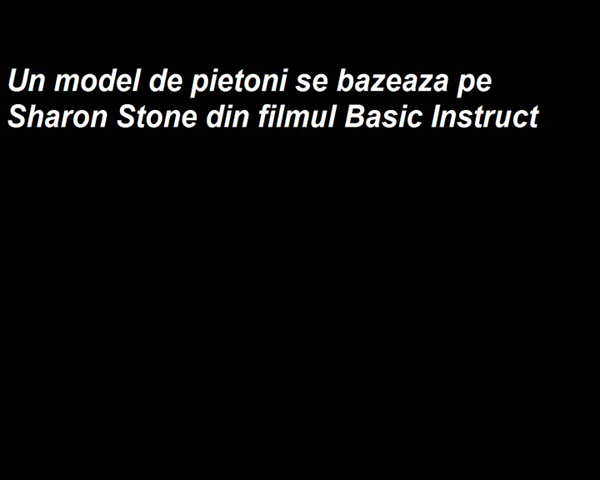 Un model de pietoni se bazeaza pe
Sharon Stone din filmul Basic Instruct